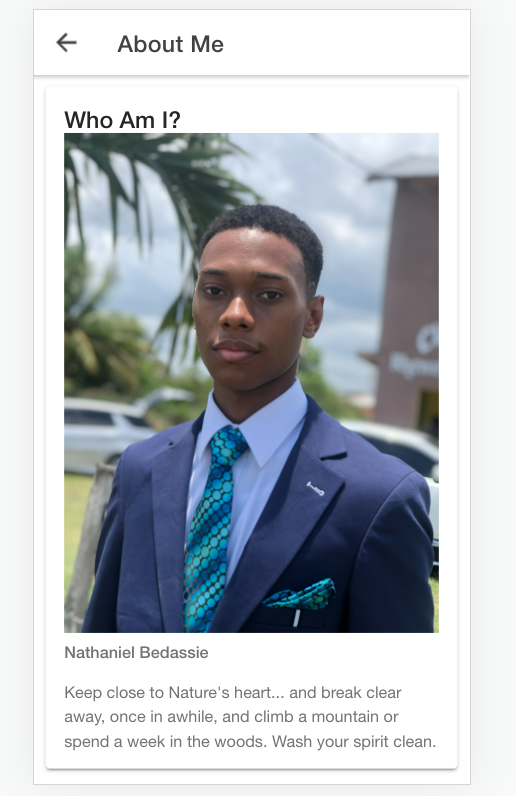 About Me
Who Am I?
Nathaniel Bedassie
Keep close to Nature's heart... and break clear
away, once in awhile, and climb a mountain or
spend a week in the woods. Wash your spirit clean.